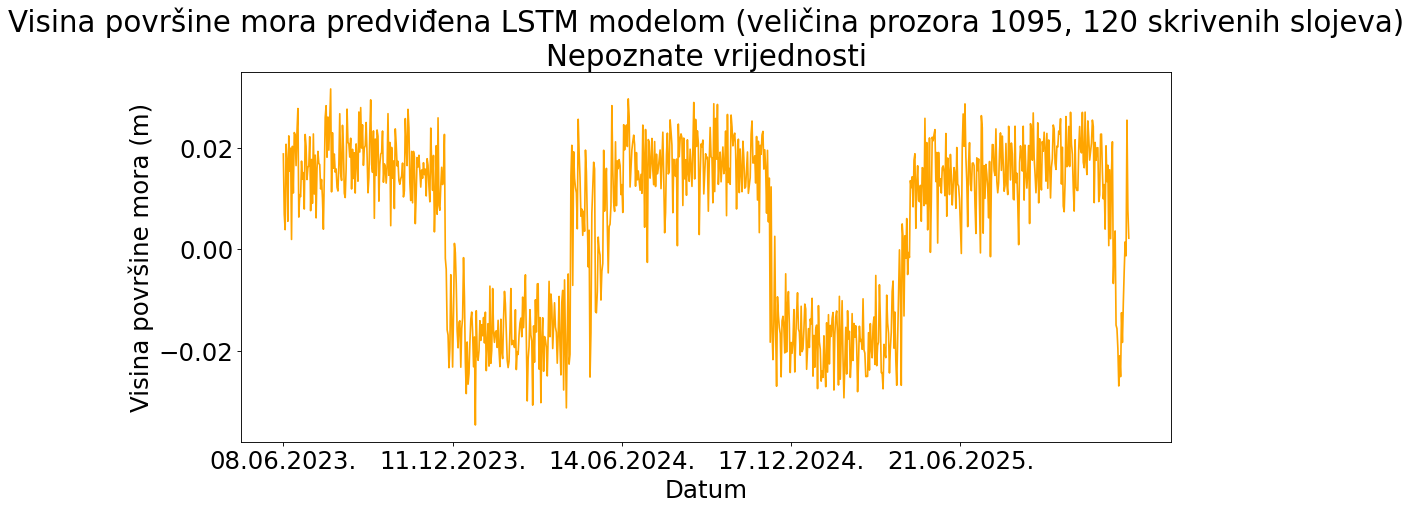 Visina površine mora predviđena LSTM modelom (veličina prozora 1095, 120 skrivenih slojeva)
Nepoznate vrijednosti
Visina površine mora (m)
0.02
0.00
−0.02
08.06.2023. 11.12.2023. 14.06.2024. 17.12.2024. 21.06.2025.
Datum